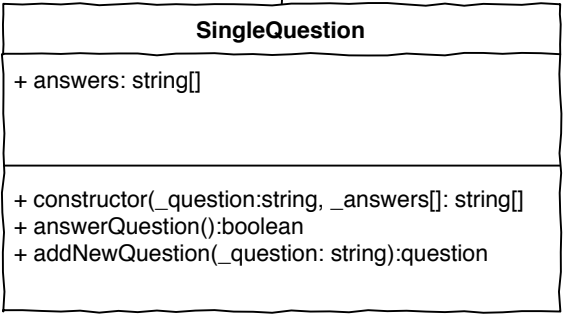 SingleQuestion
+ answers: string[]
+ constructor(_question:string, _answers[]: string[]
+ answerQuestion():boolean
+ addNewQuestion(_question: string):question